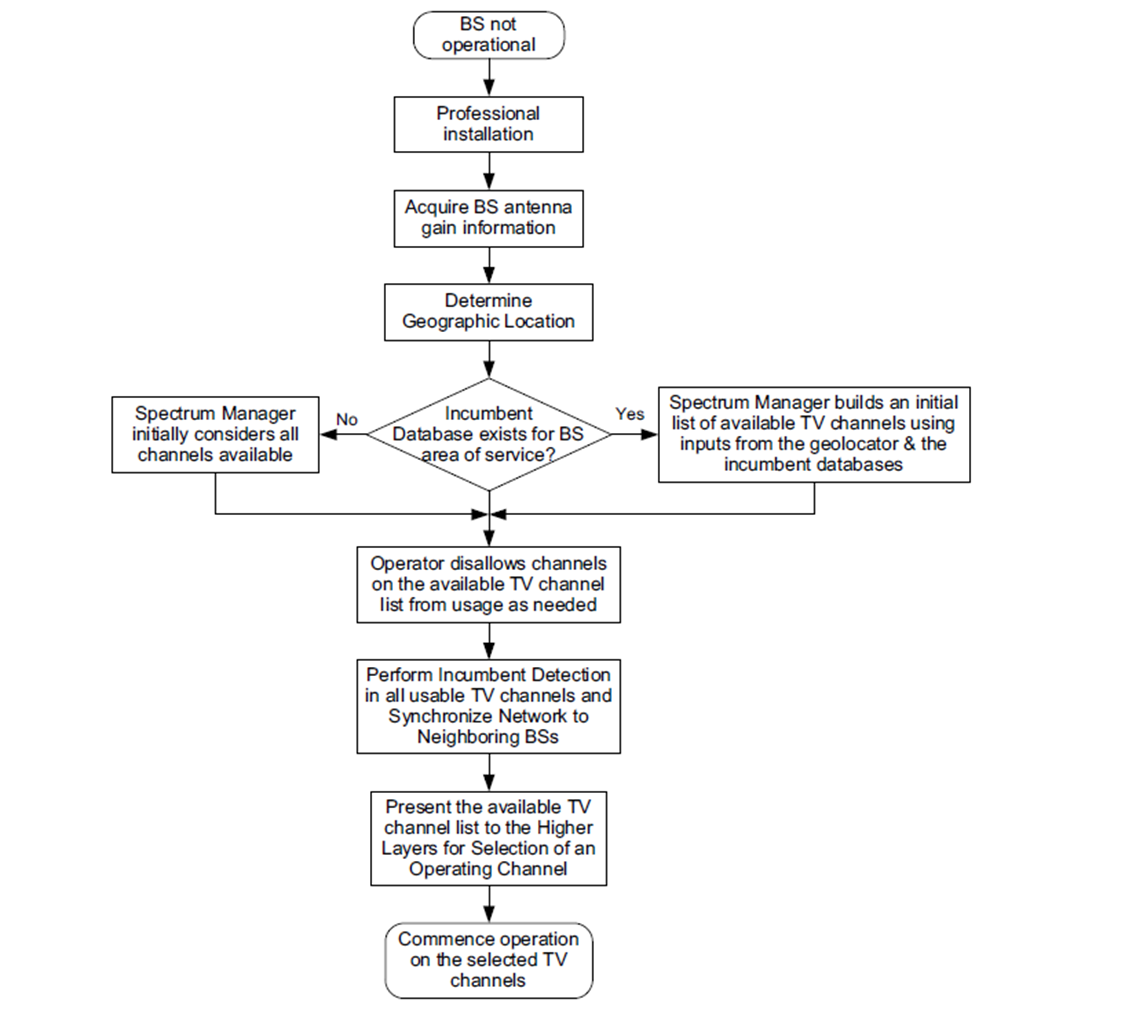 BS not
operational
Professional
installation
Acquire BS antenna
gain information
Determine
Geographic Location
Incumbent
Database exists for BS
area of service?
No
Spectrum Manager
initially considers all
channels available
Yes
Spectrum Manager builds an initial
list of available TV channels using
inputs from the geolocator & the
incumbent databases
Operator disallows channels
on the available TV channel
list from usage as needed
Perform Incumbent Detection
in all usable TV channels and
Synchronize Network to
Neighboring BSs
Present the available TV
channel list to the Higher
Layers for Selection of an
Operating Channel
Commence operation
on the selected TV
channels